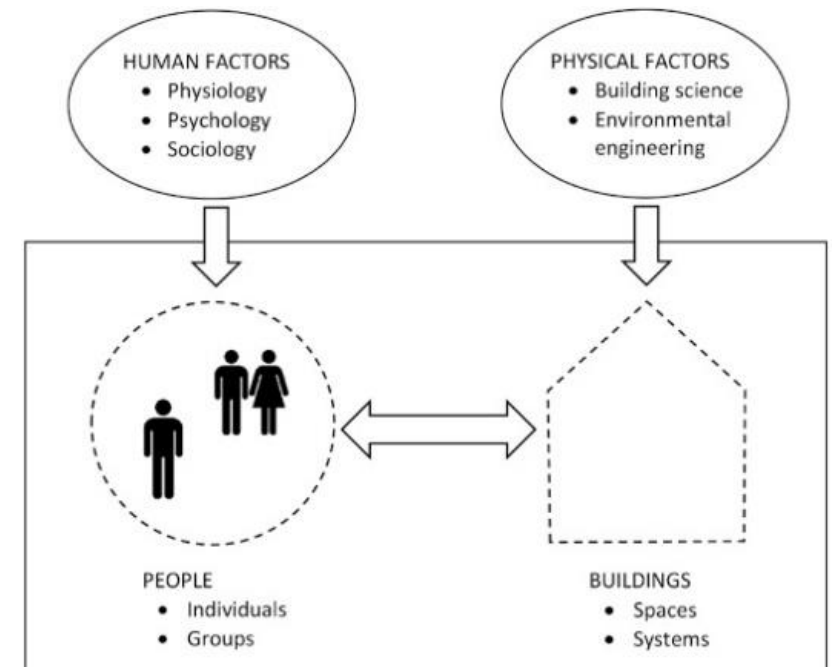 HUMAN FACTORS
• Physiology
• Psychology
• Sociology
PHYSICAL FACTORS
• Building science
• Environmental
engineering
PEOPLE
• Individuals
• Groups
BUILDINGS
• Spaces
• Systems